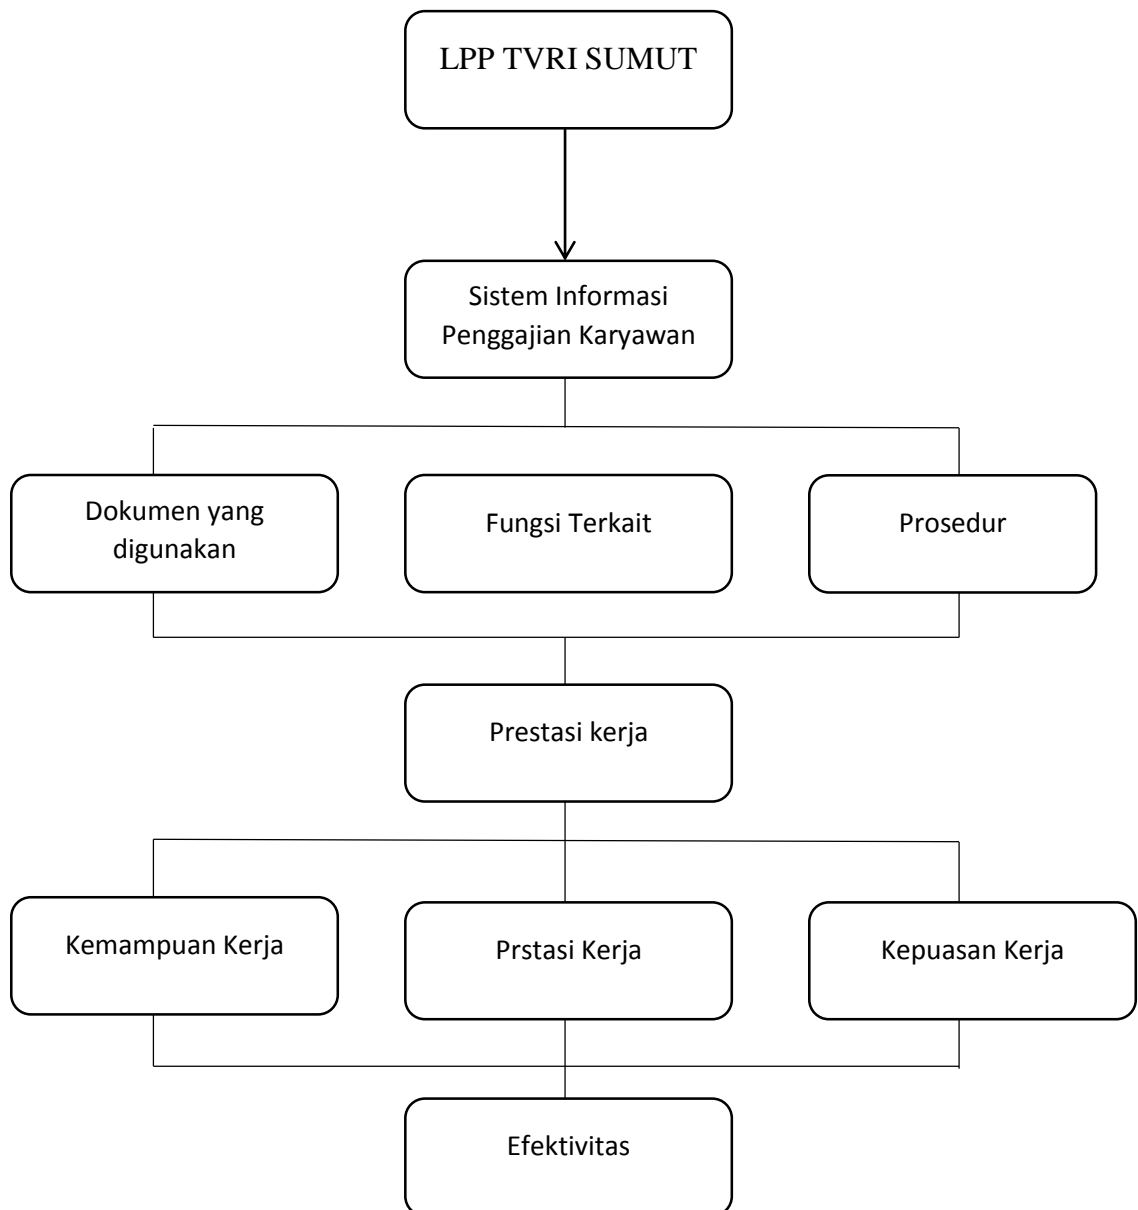 LPP TVRI SUMUT
Sistem Informasi
Penggajian Karyawan
Dokumen yang
digunakan
Fungsi Terkait
Prosedur
Prestasi kerja
Kemampuan Kerja
Prstasi Kerja
Kepuasan Kerja
Efektivitas